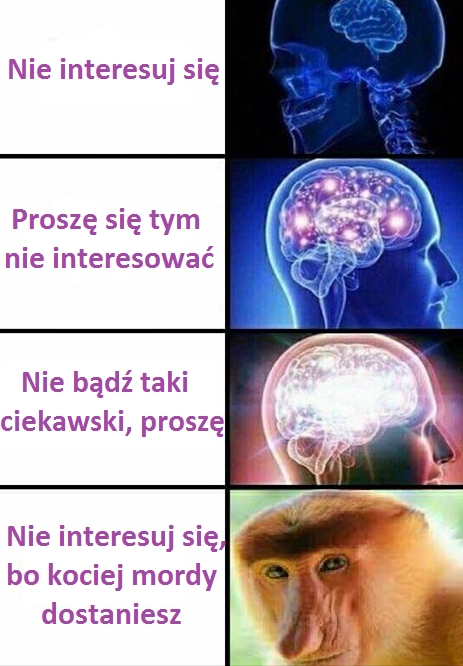 Nie interesuj się
Proszę się tym
nie interesować
Nie bądź taki
ciekawski, proszę
Nie interesuj się,
bo kociej mordy
dostaniesz